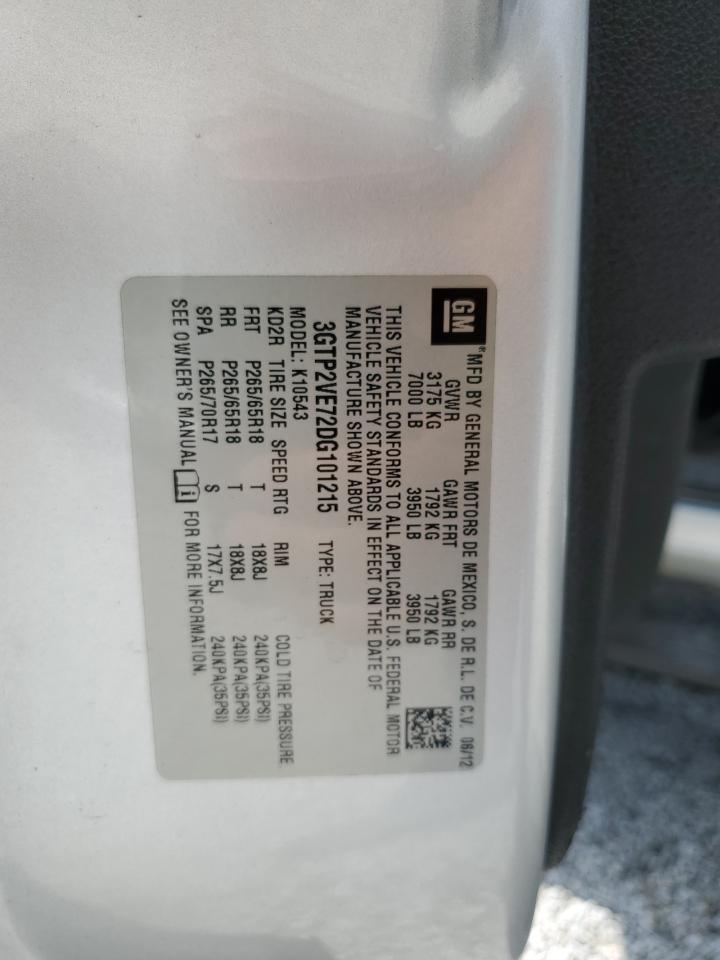 GM® MFD BY GENERAL MOTORS DE MEXICO, S. DE R.L. DE C.V. 06/12
GVWR GAWR FRT GAWR RR
3175 KG 1792 KG 1792 KG
7000 LB 3950 LB 3950 LB
THIS VEHICLE CONFORMS TO ALL APPLICABLE U.S. FEDERAL MOTOR
VEHICLE SAFETY STANDARDS IN EFFECT ON THE DATE OF
MANUFACTURE SHOWN ABOVE.
3GTP2VE72DG101215 TYPE: TRUCK
MODEL: K10543
KD2R TIRE SIZE SPEED RTG RIM COLD TIRE PRESSURE
FRT P265/65R18 T 18X8J 240KPA(35PSI)
RR P265/65R18 T 18X8J 240KPA(35PSI)
SPA P265/70R17 S 17X7.5J 240KPA(35PSI)
SEE OWNER'S MANUAL i FOR MORE INFORMATION.